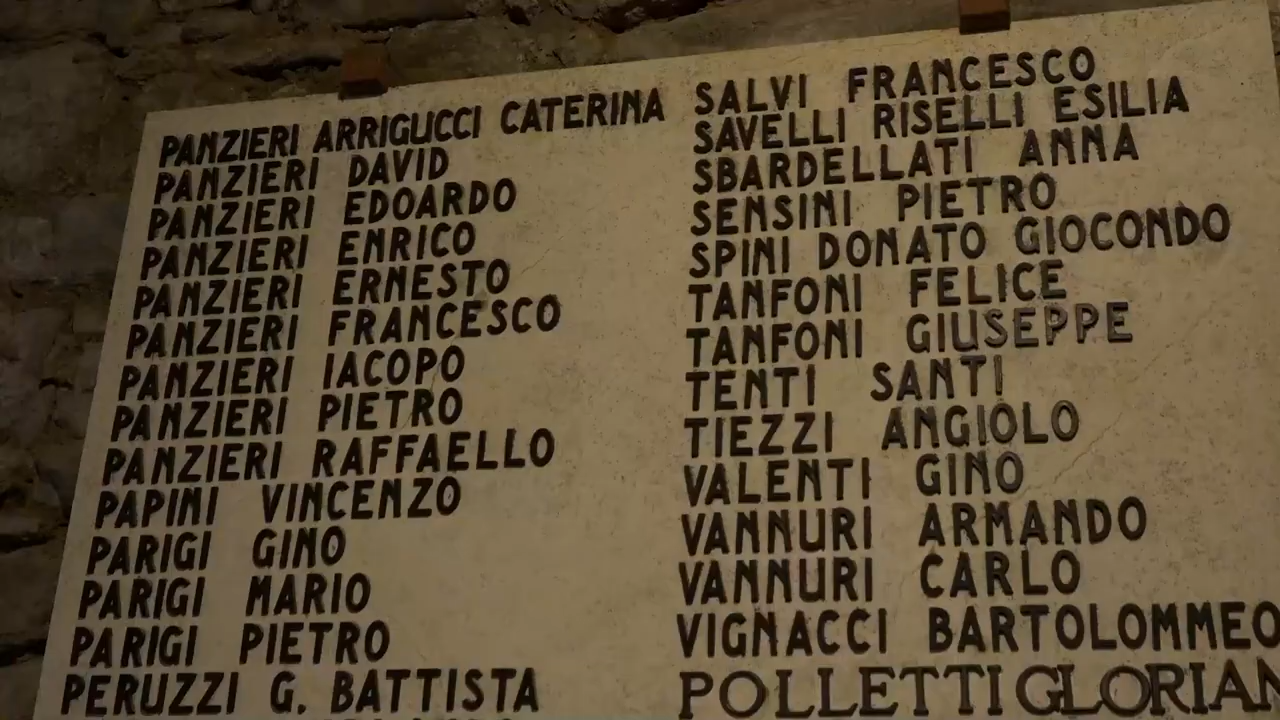 PANZIERI ARRIGUCCI CATERINA
PANZIERI DAVID
PANZIERI EDOARDO
PANZIERI ENRICO
PANZIERI ERNESTO
PANZIERI FRANCESCO
PANZIERI IACOPO
PANZIERI PIETRO
PANZIERI RAFFAELLO
PAPINI VINCENZO
PARIGI GINO
PARIGI MARIO
PARIGI PIETRO
PERUZZI G. BATTISTA
SALVI FRANCESCO
SAVELLI RISELLI ESILIA
SBARDELLATI ANNA
SENSINI PIETRO
SPINI DONATO GIOCONDO
TANFONI FELICE
TANFONI GIUSEPPE
TENTI SANTI
TIEZZI ANGIOLO
VALENTI GINO
VANNURI ARMANDO
VANNURI CARLO
VIGNACCI BARTOLOMMEO
POLLETTI GLORIAN